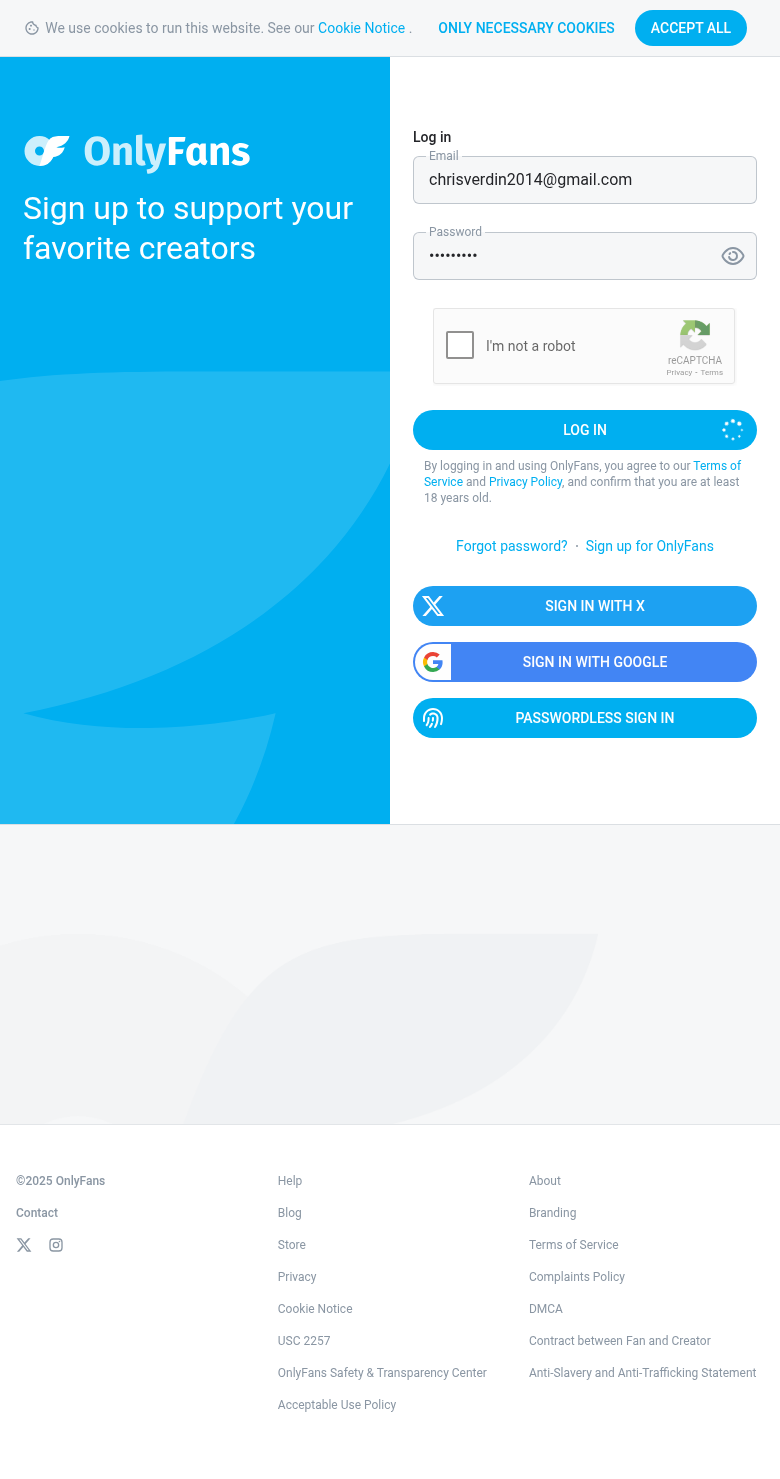 We use cookies to run this website. See our Cookie Notice .
ONLY NECESSARY COOKIES
ACCEPT ALL
OnlyFans
Sign up to support your
favorite creators
Log in
Email
chrisverdin2014@gmail.com
Password
•••••••••
I'm not a robot
reCAPTCHA
Privacy - Terms
LOG IN
By logging in and using OnlyFans, you agree to our Terms of
Service and Privacy Policy, and confirm that you are at least
18 years old.
Forgot password? · Sign up for OnlyFans
SIGN IN WITH X
SIGN IN WITH GOOGLE
PASSWORDLESS SIGN IN
©2025 OnlyFans
Contact
Help
Blog
Store
Privacy
Cookie Notice
USC 2257
OnlyFans Safety & Transparency Center
Acceptable Use Policy
About
Branding
Terms of Service
Complaints Policy
DMCA
Contract between Fan and Creator
Anti-Slavery and Anti-Trafficking Statement